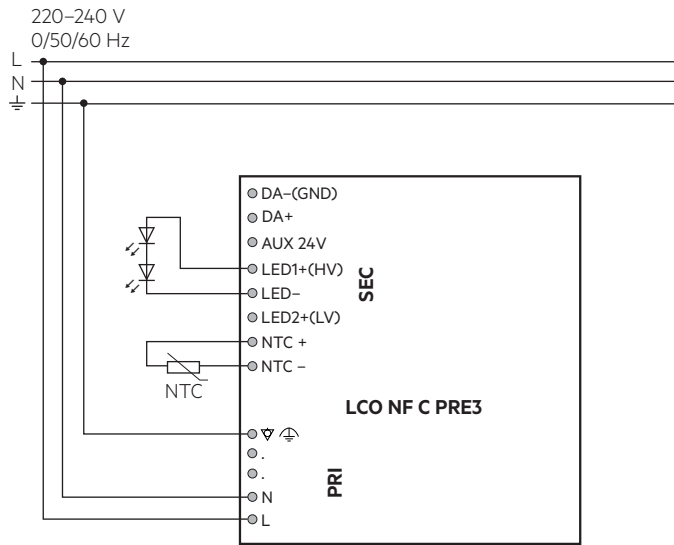 220–240 V
0/50/60 Hz
L
N
DA–(GND)
DA+
AUX 24V
LED1+(HV)
LED–
LED2+(LV)
SEC
NTC +
NTC –
NTC
LCO NF C PRE3
.
.
PRI
N
L